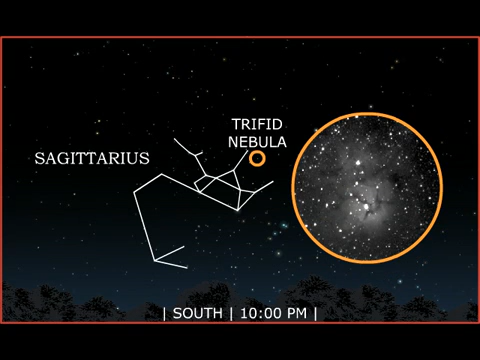 TRIFID
NEBULA
SAGITTARIUS
| SOUTH | 10:00 PM |